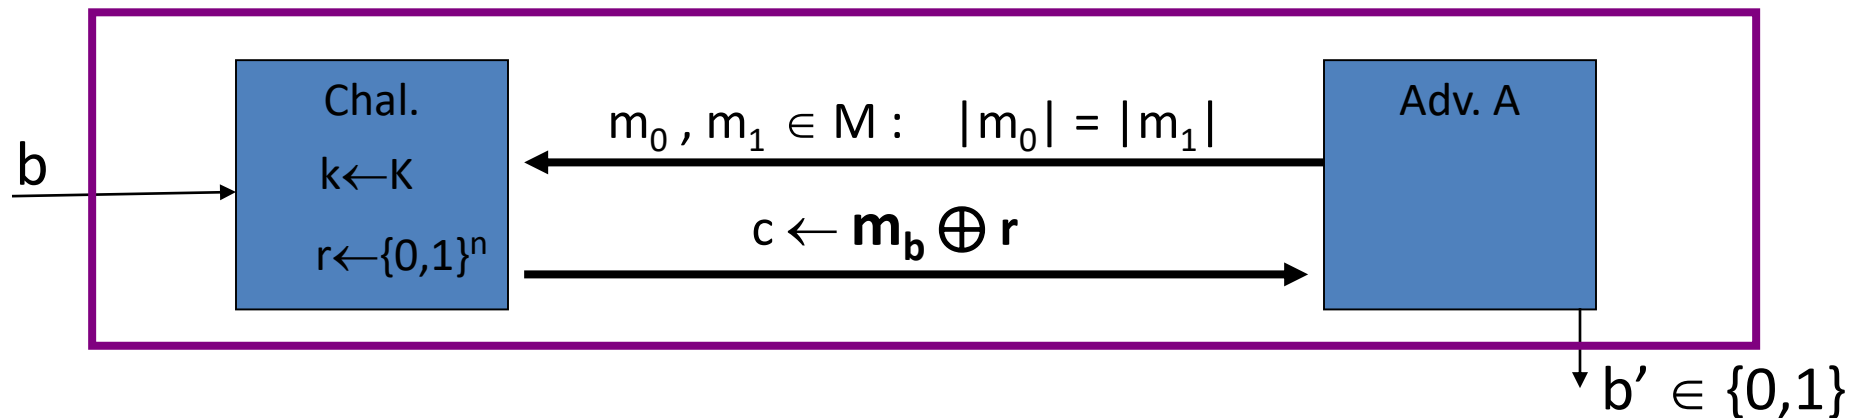 Chal.
Adv. A
m₀ , m₁ ∈ M :   |m₀| = |m₁|
b
k←K
c ← m_b ⊕ r
r←{0,1}ⁿ
b’ ∈ {0,1}